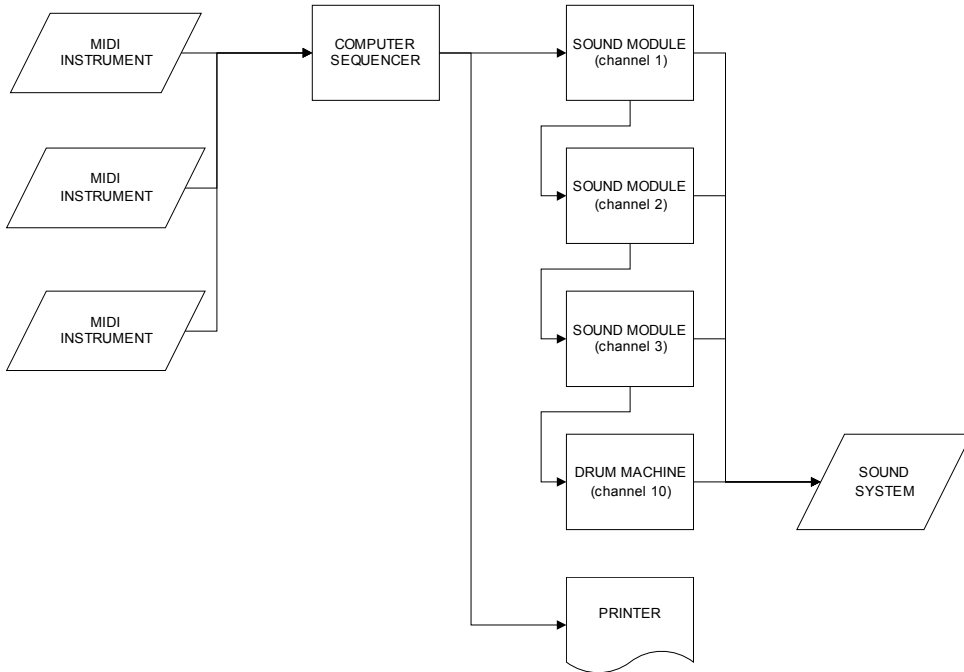 MIDI
INSTRUMENT
COMPUTER
SEQUENCER
SOUND MODULE
(channel 1)
MIDI
INSTRUMENT
SOUND MODULE
(channel 2)
MIDI
INSTRUMENT
SOUND MODULE
(channel 3)
DRUM MACHINE
(channel 10)
SOUND
SYSTEM
PRINTER